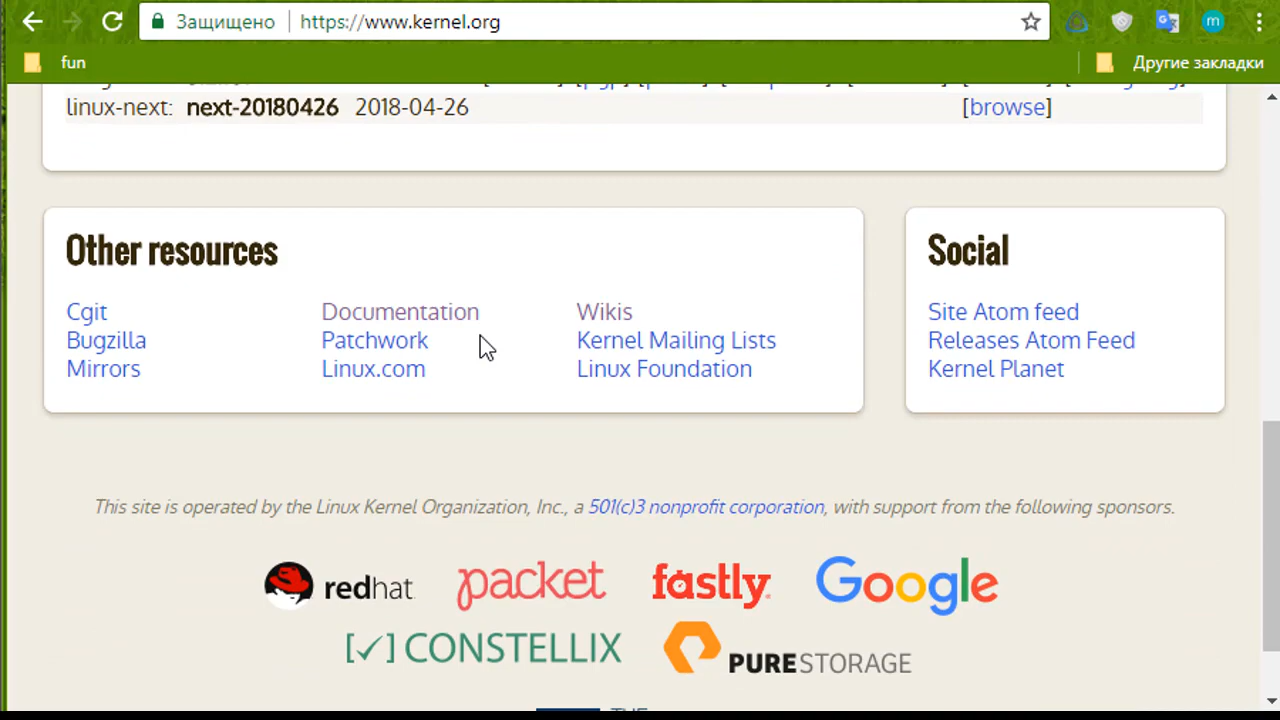 Защищено https://www.kernel.org m
fun Другие закладки
linux-next: next-20180426 2018-04-26 [browse]
Other resources
Cgit Documentation Wikis
Bugzilla Patchwork Kernel Mailing Lists
Mirrors Linux.com Linux Foundation
Social
Site Atom feed
Releases Atom Feed
Kernel Planet
This site is operated by the Linux Kernel Organization, Inc., a 501(c)3 nonprofit corporation, with support from the following sponsors.
redhat packet fastly Google
[✓] CONSTELLIX PURESTORAGE